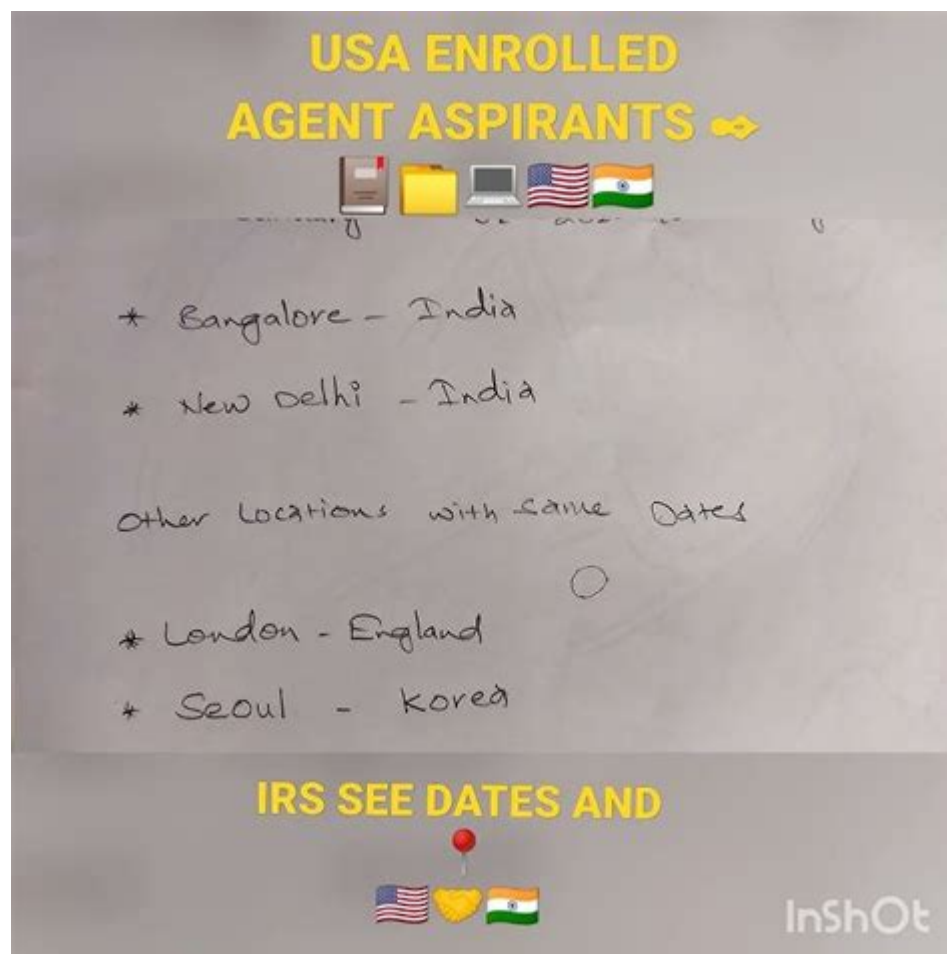 USA ENROLLED
AGENT ASPIRANTS
* Bangalore - India
* New Delhi - India
Other Locations with same Dates
* London - England
* Seoul - Korea
IRS SEE DATES AND
InShOt